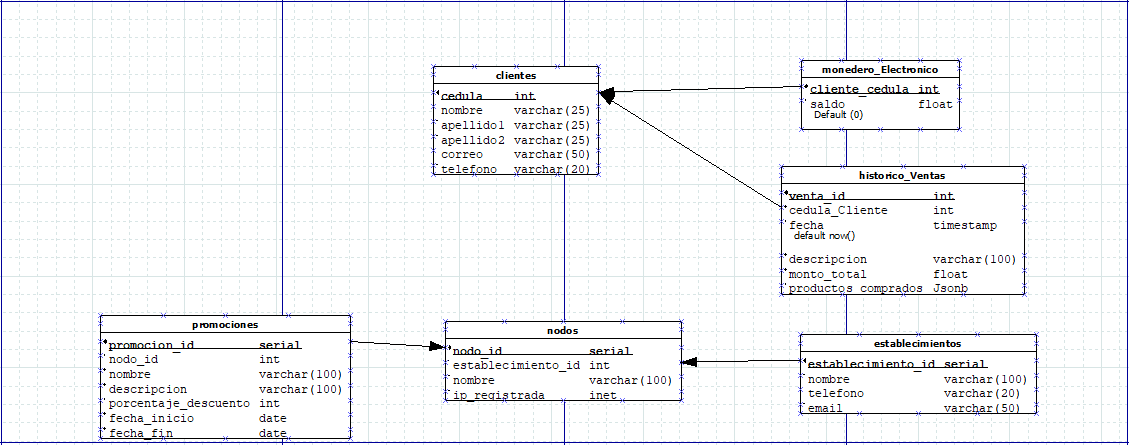 clientes
cedula int
nombre varchar(25)
apellido1 varchar(25)
apellido2 varchar(25)
correo varchar(50)
telefono varchar(20)
monedero_Electronico
cliente_cedula int
saldo float
Default (0)
historico_Ventas
venta_id int
cedula_Cliente int
fecha timestamp
default now()
descripcion varchar(100)
monto_total float
productos comprados Jsonb
promociones
promocion_id serial
nodo_id int
nombre varchar(100)
descripcion varchar(100)
porcentaje_descuento int
fecha_inicio date
fecha_fin date
nodos
nodo_id serial
establecimiento_id int
nombre varchar(100)
ip_registrada inet
establecimientos
establecimiento_id serial
nombre varchar(100)
telefono varchar(20)
email varchar(50)